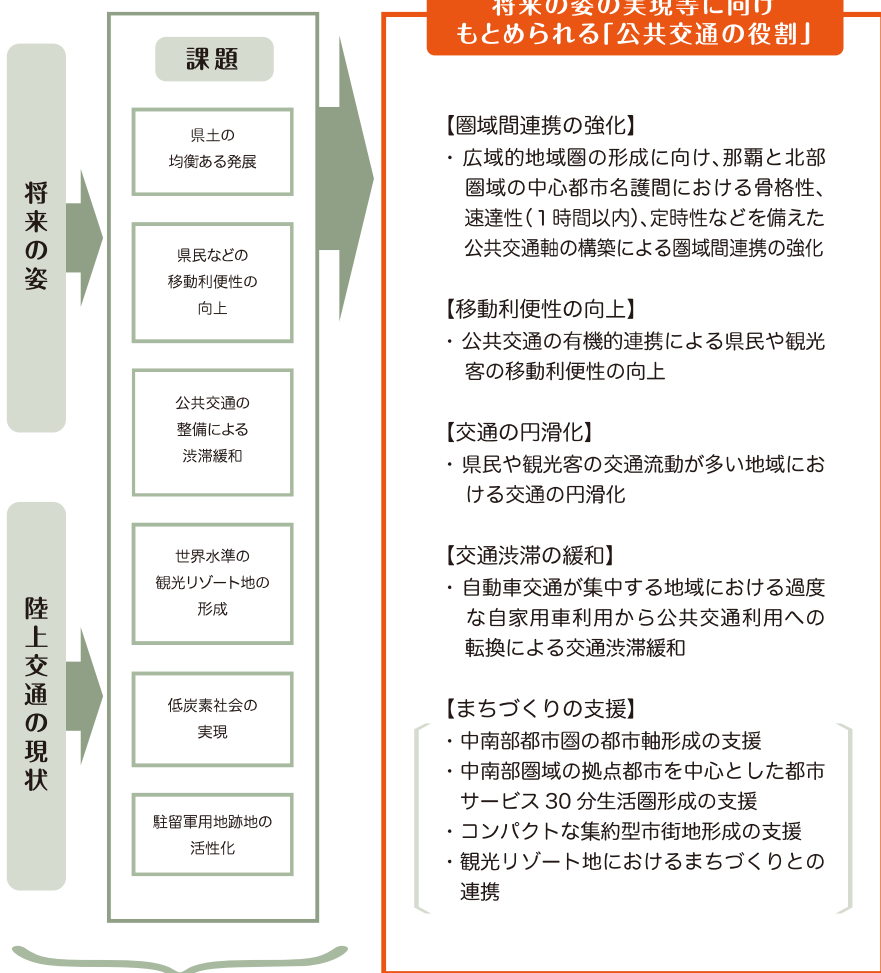 将来の姿
陸上交通の現状
課題
県土の
均衡ある発展
県民などの
移動利便性の
向上
公共交通の
整備による
渋滞緩和
世界水準の
観光リゾート地の
形成
低炭素社会の
実現
駐留軍用地跡地の
活性化
将来の姿の実現等に向け
もとめられる「公共交通の役割」
【圏域間連携の強化】
・広域的地域圏の形成に向け、那覇と北部
圏域の中心都市名護間における骨格性、
速達性(1時間以内)、定時性などを備えた
公共交通軸の構築による圏域間連携の強化
【移動利便性の向上】
・公共交通の有機的連携による県民や観光
客の移動利便性の向上
【交通の円滑化】
・県民や観光客の交通流動が多い地域にお
ける交通の円滑化
【交通渋滞の緩和】
・自動車交通が集中する地域における過度
な自家用車利用から公共交通利用への
転換による交通渋滞緩和
【まちづくりの支援】
・中南部都市圏の都市軸形成の支援
・中南部圏域の拠点都市を中心とした都市
サービス30分生活圏形成の支援
・コンパクトな集約型市街地形成の支援
・観光リゾート地におけるまちづくりとの
連携